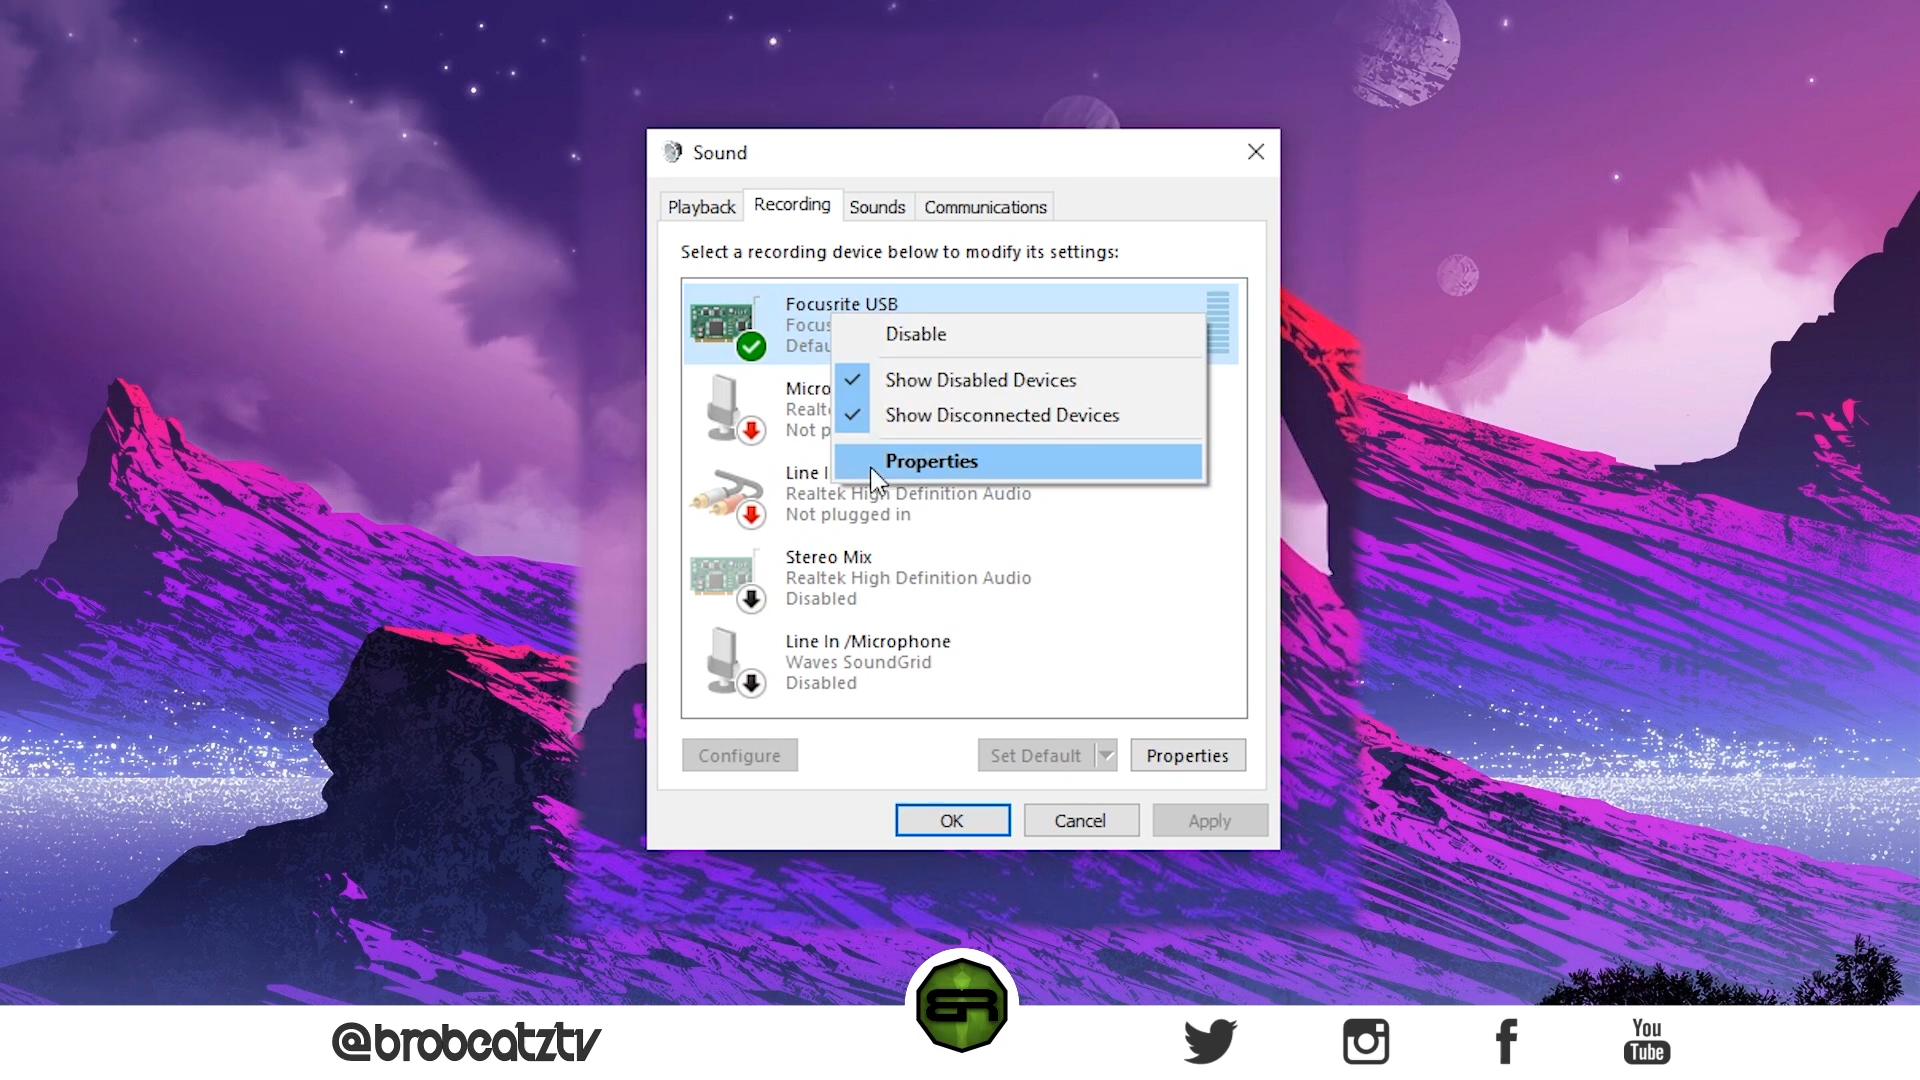 Sound
Playback
Recording
Sounds
Communications
Select a recording device below to modify its settings:
Focusrite USB
Focus
Defau
Disable
Show Disabled Devices
Show Disconnected Devices
Properties
Micro
Realt
Not p
Line I
Realtek High Definition Audio
Not plugged in
Stereo Mix
Realtek High Definition Audio
Disabled
Line In /Microphone
Waves SoundGrid
Disabled
Configure
Set Default
Properties
OK
Cancel
Apply
@brobeatztv
BR
You
Tube